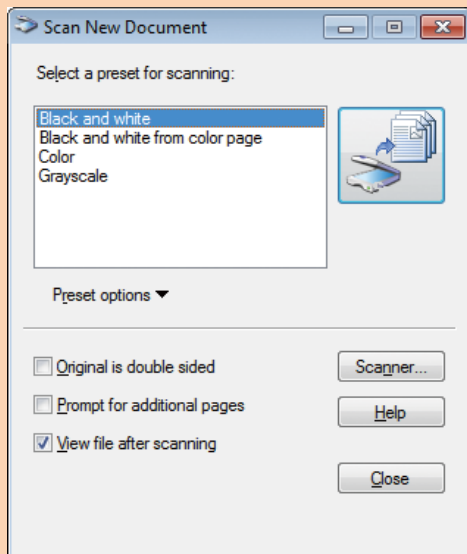 Scan New Document
Select a preset for scanning:
Black and white
Black and white from color page
Color
Grayscale
Preset options
Original is double sided
Scanner...
Prompt for additional pages
Help
View file after scanning
Close